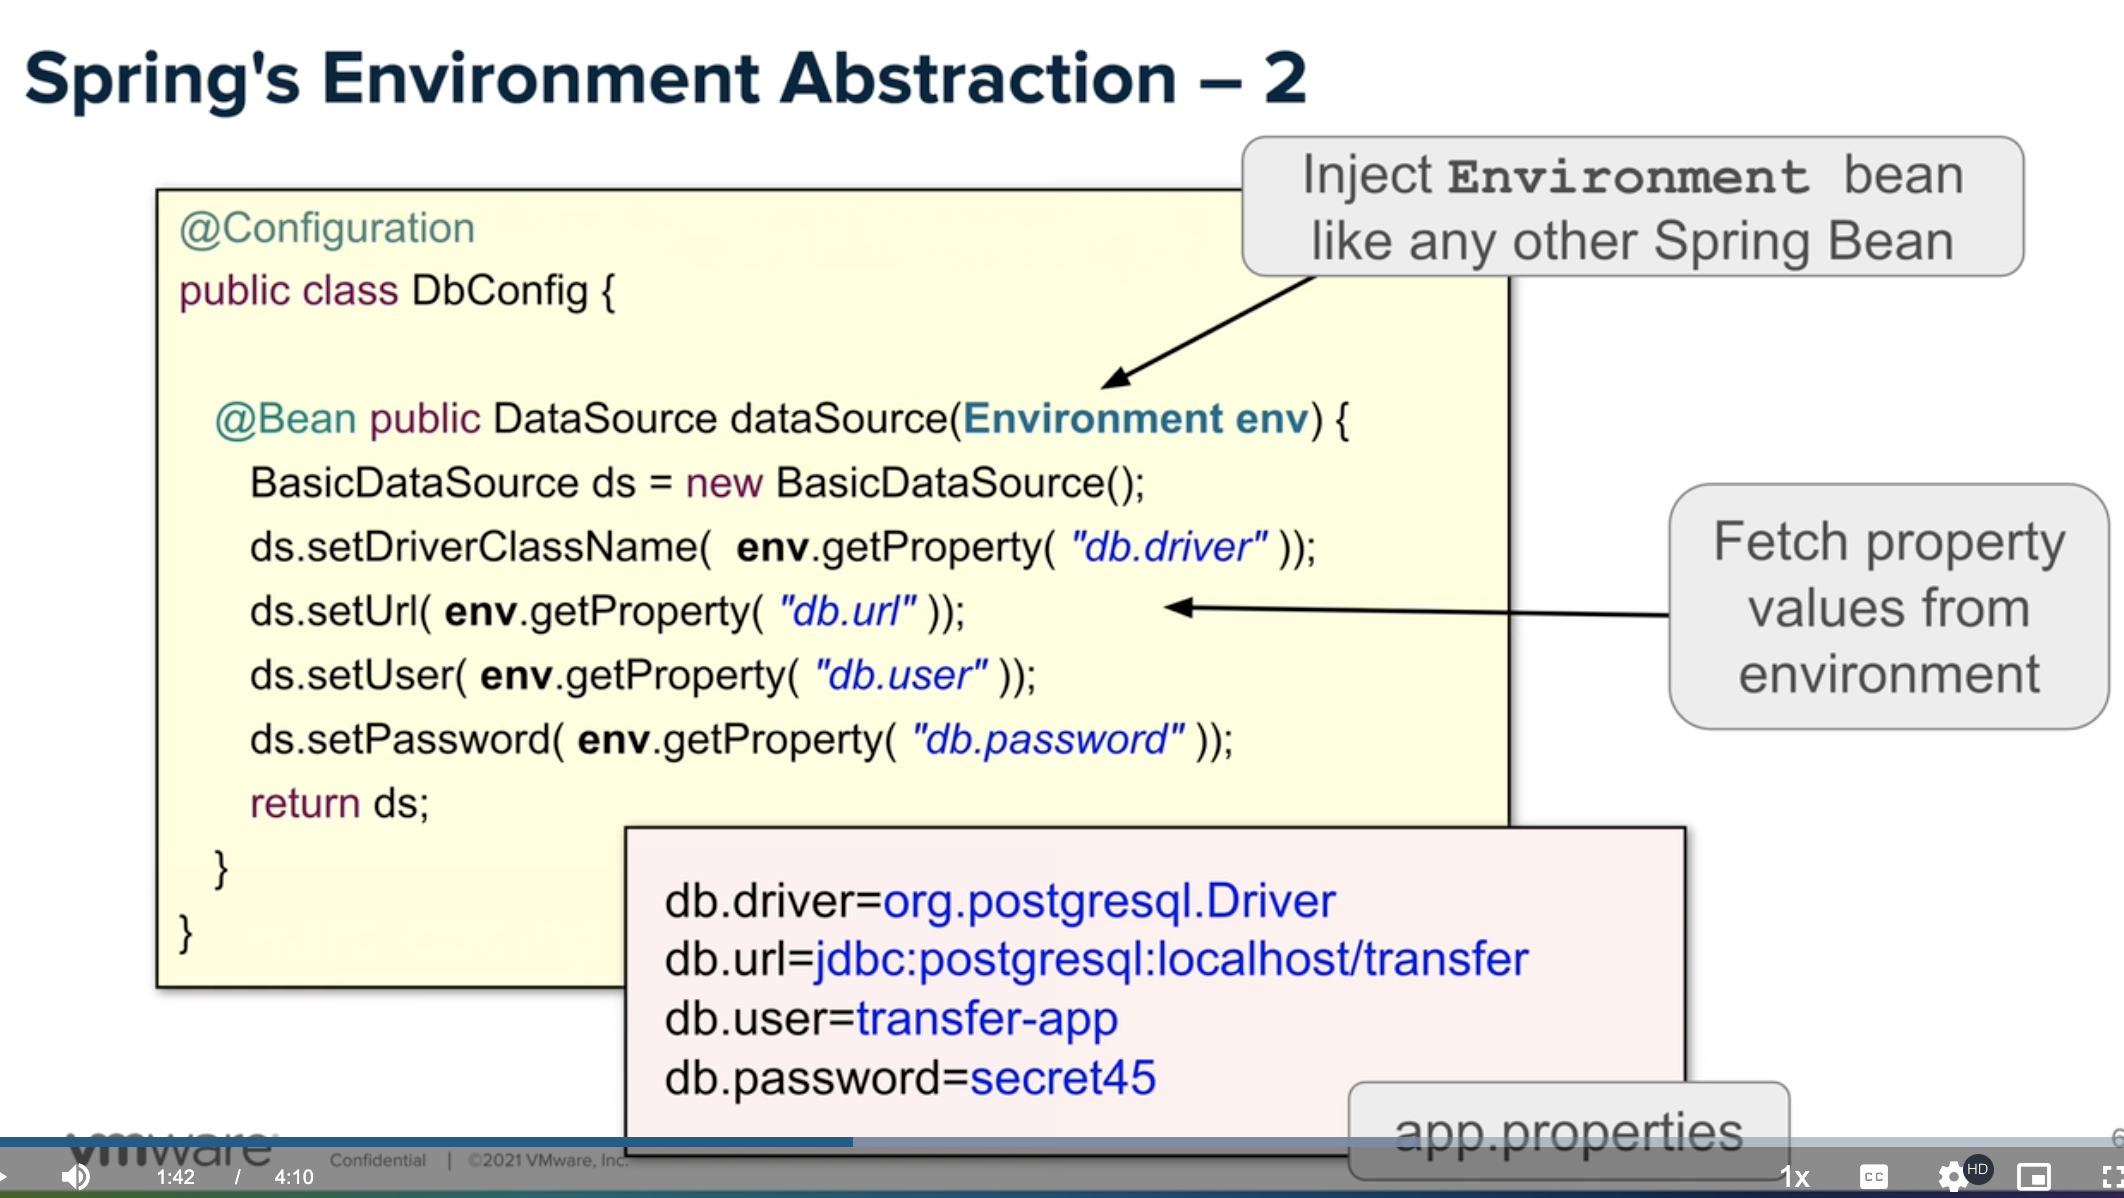 Spring's Environment Abstraction – 2
Inject Environment bean
like any other Spring Bean
@Configuration
public class DbConfig {
@Bean public DataSource dataSource(Environment env) {
BasicDataSource ds = new BasicDataSource();
ds.setDriverClassName( env.getProperty( "db.driver" ));
ds.setUrl( env.getProperty( "db.url" ));
ds.setUser( env.getProperty( "db.user" ));
ds.setPassword( env.getProperty( "db.password" ));
return ds;
}
}
Fetch property
values from
environment
db.driver=org.postgresql.Driver
db.url=jdbc:postgresql:localhost/transfer
db.user=transfer-app
db.password=secret45
app.properties
vmware
Confidential | ©2021 VMware, Inc.
6
1:42 / 4:10
1x
CC
HD